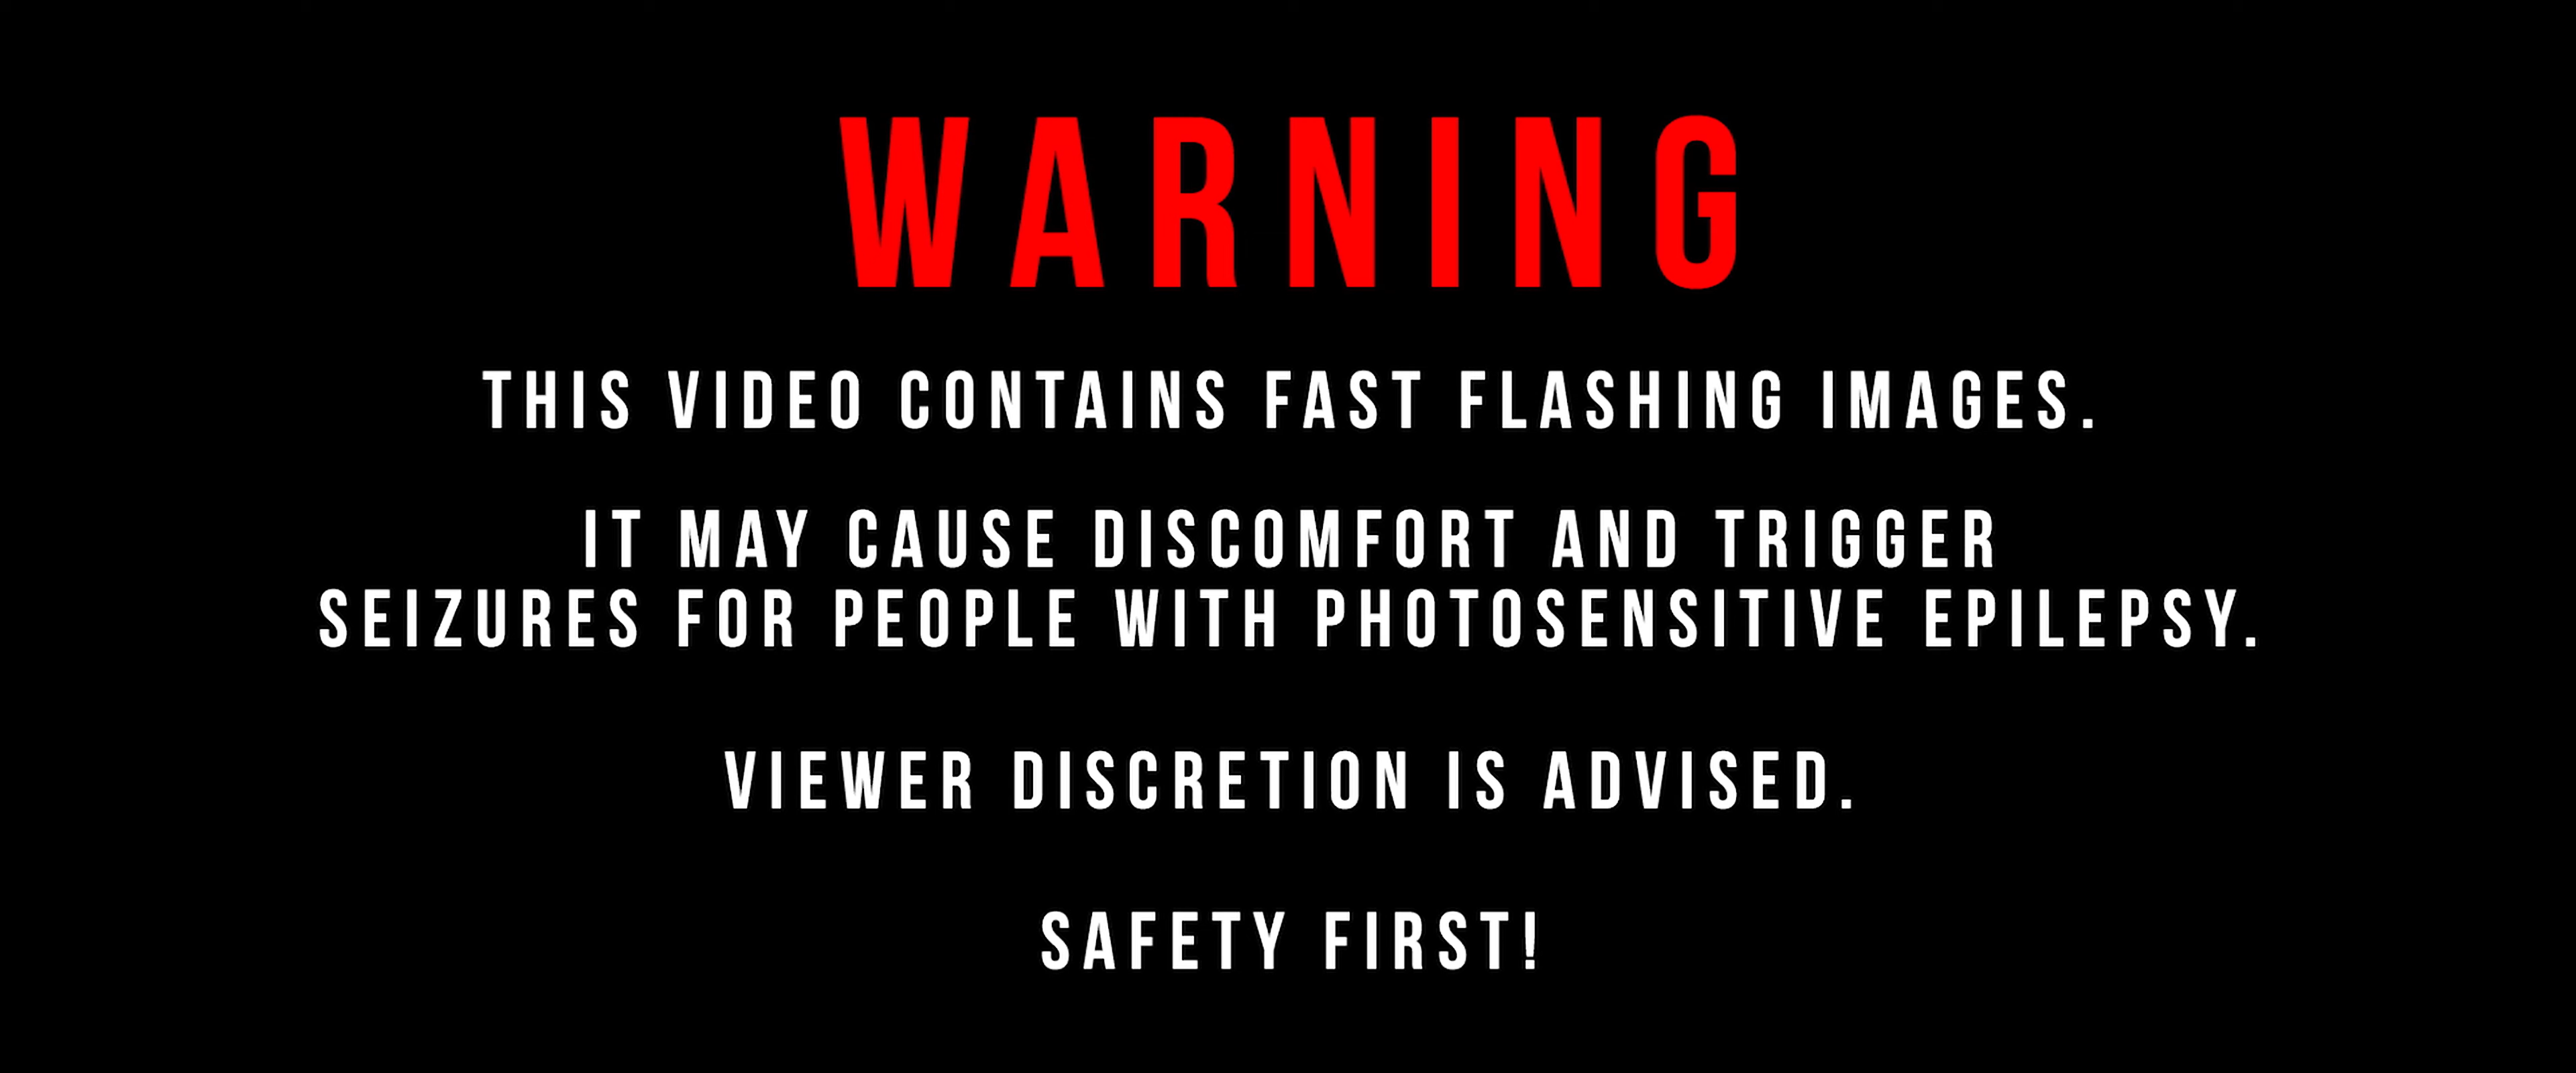 WARNING
THIS VIDEO CONTAINS FAST FLASHING IMAGES.
IT MAY CAUSE DISCOMFORT AND TRIGGER
SEIZURES FOR PEOPLE WITH PHOTOSENSITIVE EPILEPSY.
VIEWER DISCRETION IS ADVISED.
SAFETY FIRST!